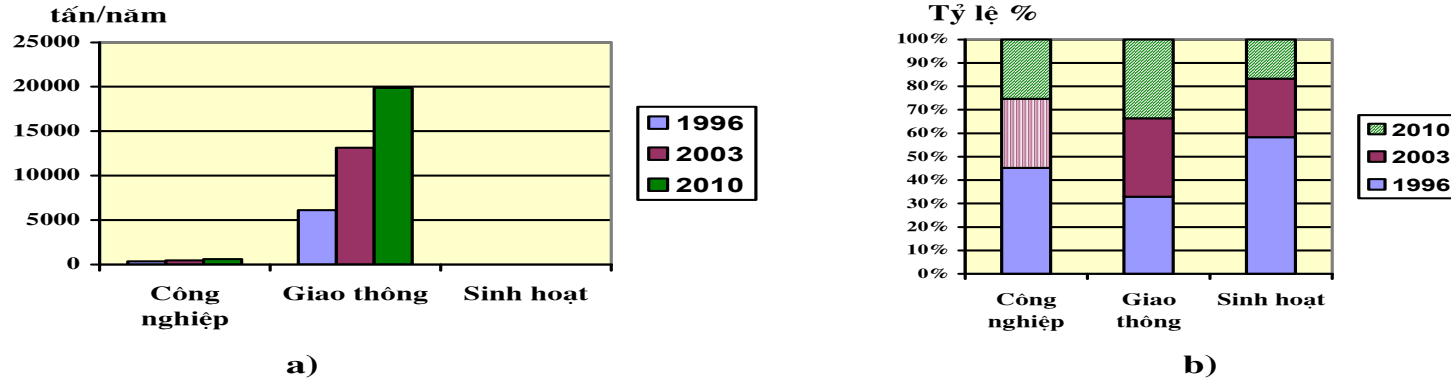 tấn/năm
25000
20000
15000
10000
5000
0
Công
nghiệp
Giao thông
Sinh hoạt
1996
2003
2010
a)
Tỷ lệ %
100%
90%
80%
70%
60%
50%
40%
30%
20%
10%
0%
Công
nghiệp
Giao
thông
Sinh hoạt
2010
2003
1996
b)